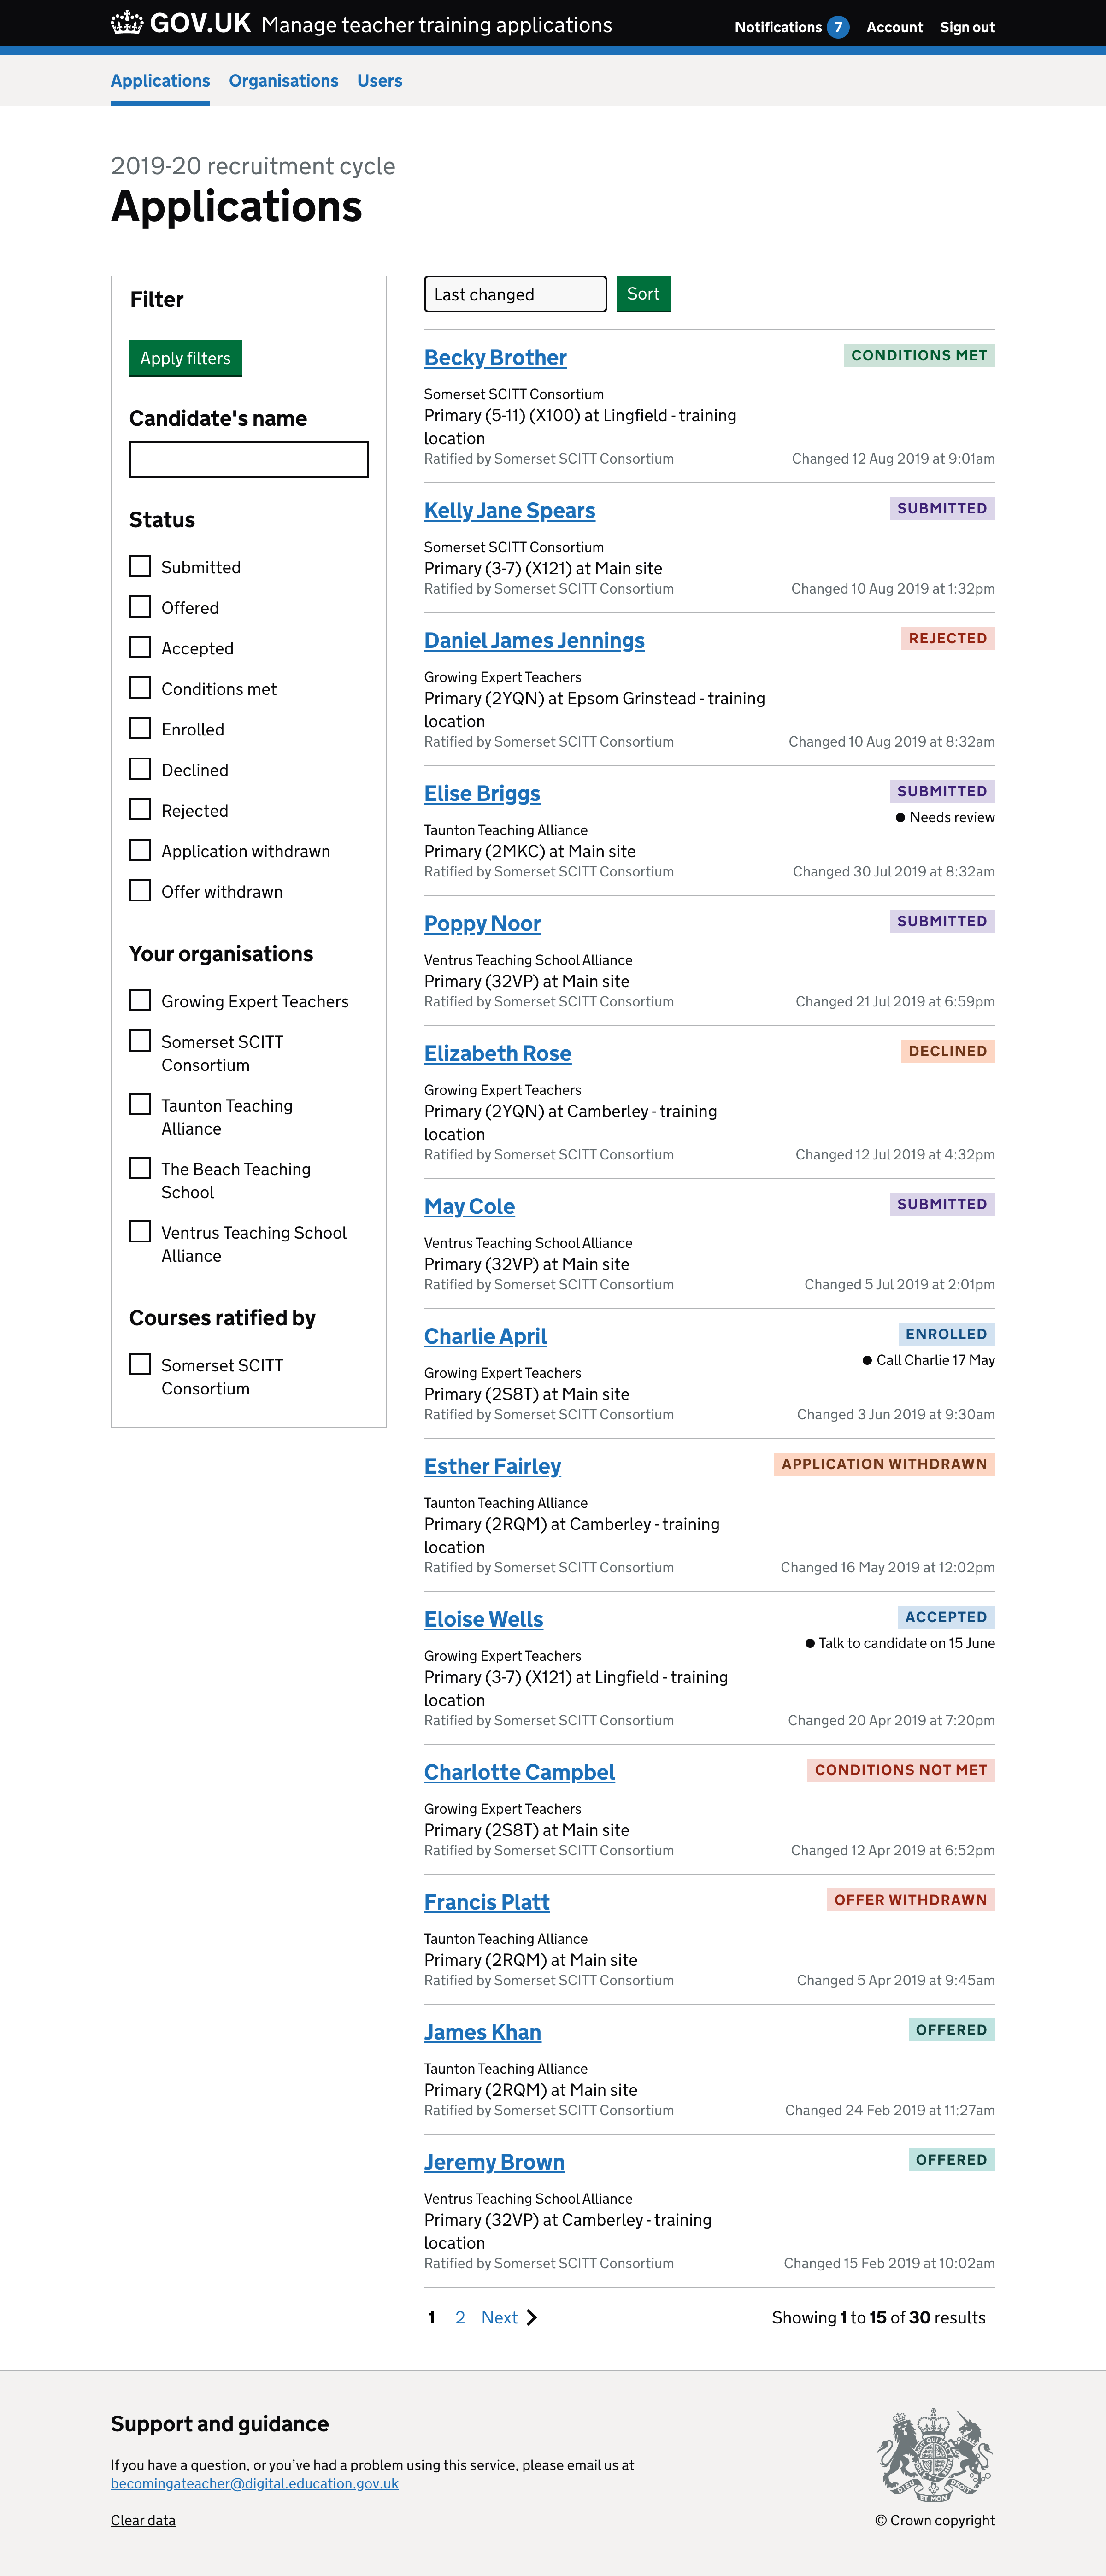 GOV.UK Manage teacher training applications
Notifications 7 Account Sign out
Applications Organisations Users
2019-20 recruitment cycle
Applications
Filter
Apply filters
Candidate's name
Status
Submitted
Offered
Accepted
Conditions met
Enrolled
Declined
Rejected
Application withdrawn
Offer withdrawn
Your organisations
Growing Expert Teachers
Somerset SCITT
Consortium
Taunton Teaching
Alliance
The Beach Teaching
School
Ventrus Teaching School
Alliance
Courses ratified by
Somerset SCITT
Consortium
Last changed
Sort
Becky Brother
CONDITIONS MET
Somerset SCITT Consortium
Primary (5-11) (X100) at Lingfield - training
location
Ratified by Somerset SCITT Consortium
Changed 12 Aug 2019 at 9:01am
Kelly Jane Spears
SUBMITTED
Somerset SCITT Consortium
Primary (3-7) (X121) at Main site
Ratified by Somerset SCITT Consortium
Changed 10 Aug 2019 at 1:32pm
Daniel James Jennings
REJECTED
Growing Expert Teachers
Primary (2YQN) at Epsom Grinstead - training
location
Ratified by Somerset SCITT Consortium
Changed 10 Aug 2019 at 8:32am
Elise Briggs
SUBMITTED
Needs review
Taunton Teaching Alliance
Primary (2MKC) at Main site
Ratified by Somerset SCITT Consortium
Changed 30 Jul 2019 at 8:32am
Poppy Noor
SUBMITTED
Ventrus Teaching School Alliance
Primary (32VP) at Main site
Ratified by Somerset SCITT Consortium
Changed 21 Jul 2019 at 6:59pm
Elizabeth Rose
DECLINED
Growing Expert Teachers
Primary (2YQN) at Camberley - training
location
Ratified by Somerset SCITT Consortium
Changed 12 Jul 2019 at 4:32pm
May Cole
SUBMITTED
Ventrus Teaching School Alliance
Primary (32VP) at Main site
Ratified by Somerset SCITT Consortium
Changed 5 Jul 2019 at 2:01pm
Charlie April
ENROLLED
Call Charlie 17 May
Growing Expert Teachers
Primary (2S8T) at Main site
Ratified by Somerset SCITT Consortium
Changed 3 Jun 2019 at 9:30am
Esther Fairley
APPLICATION WITHDRAWN
Taunton Teaching Alliance
Primary (2RQM) at Camberley - training
location
Ratified by Somerset SCITT Consortium
Changed 16 May 2019 at 12:02pm
Eloise Wells
ACCEPTED
Talk to candidate on 15 June
Growing Expert Teachers
Primary (3-7) (X121) at Lingfield - training
location
Ratified by Somerset SCITT Consortium
Changed 20 Apr 2019 at 7:20pm
Charlotte Campbel
CONDITIONS NOT MET
Growing Expert Teachers
Primary (2S8T) at Main site
Ratified by Somerset SCITT Consortium
Changed 12 Apr 2019 at 6:52pm
Francis Platt
OFFER WITHDRAWN
Taunton Teaching Alliance
Primary (2RQM) at Main site
Ratified by Somerset SCITT Consortium
Changed 5 Apr 2019 at 9:45am
James Khan
OFFERED
Taunton Teaching Alliance
Primary (2RQM) at Main site
Ratified by Somerset SCITT Consortium
Changed 24 Feb 2019 at 11:27am
Jeremy Brown
OFFERED
Ventrus Teaching School Alliance
Primary (32VP) at Camberley - training
location
Ratified by Somerset SCITT Consortium
Changed 15 Feb 2019 at 10:02am
1 2 Next
Showing 1 to 15 of 30 results
Support and guidance
If you have a question, or you've had a problem using this service, please email us at
becomingateacher@digital.education.gov.uk
Clear data
© Crown copyright